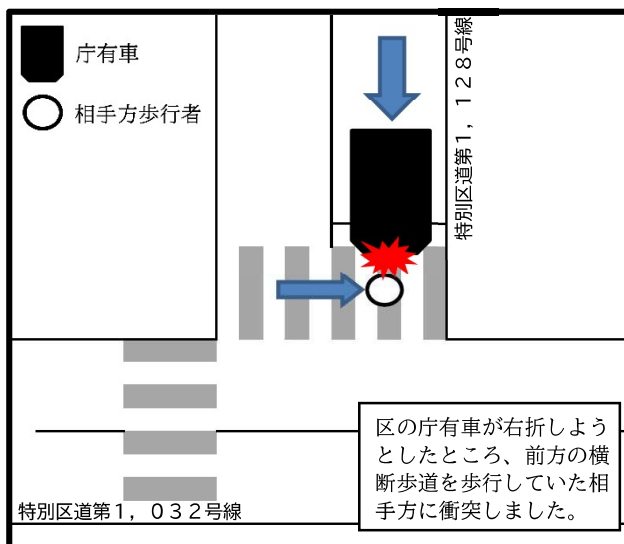 庁有車
相手方歩行者
特別区道第1，128号線
区の庁有車が右折しよう
としたところ、前方の横
断歩道を歩行していた相
手方に衝突しました。
特別区道第1，032号線